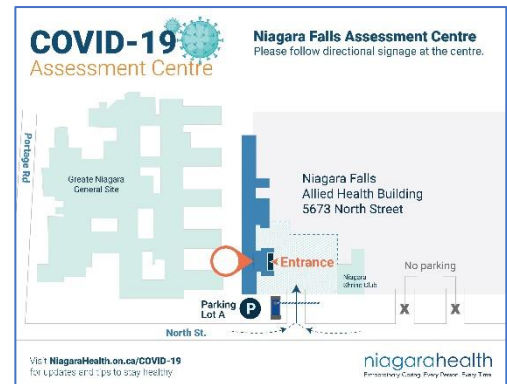 COVID-19
Assessment Centre
Niagara Falls Assessment Centre
Please follow directional signage at the centre.
Portage Rd
Greate Niagara
General Site
Niagara Falls
Allied Health Building
5673 North Street
Entrance
Niagara
Shrine Club
No parking
Parking
Lot A
P
X
X
North St.
Visit NiagaraHealth.on.ca/COVID-19
for updates and tips to stay healthy
niagarahealth
Extraordinary Caring. Every Person. Every Time.